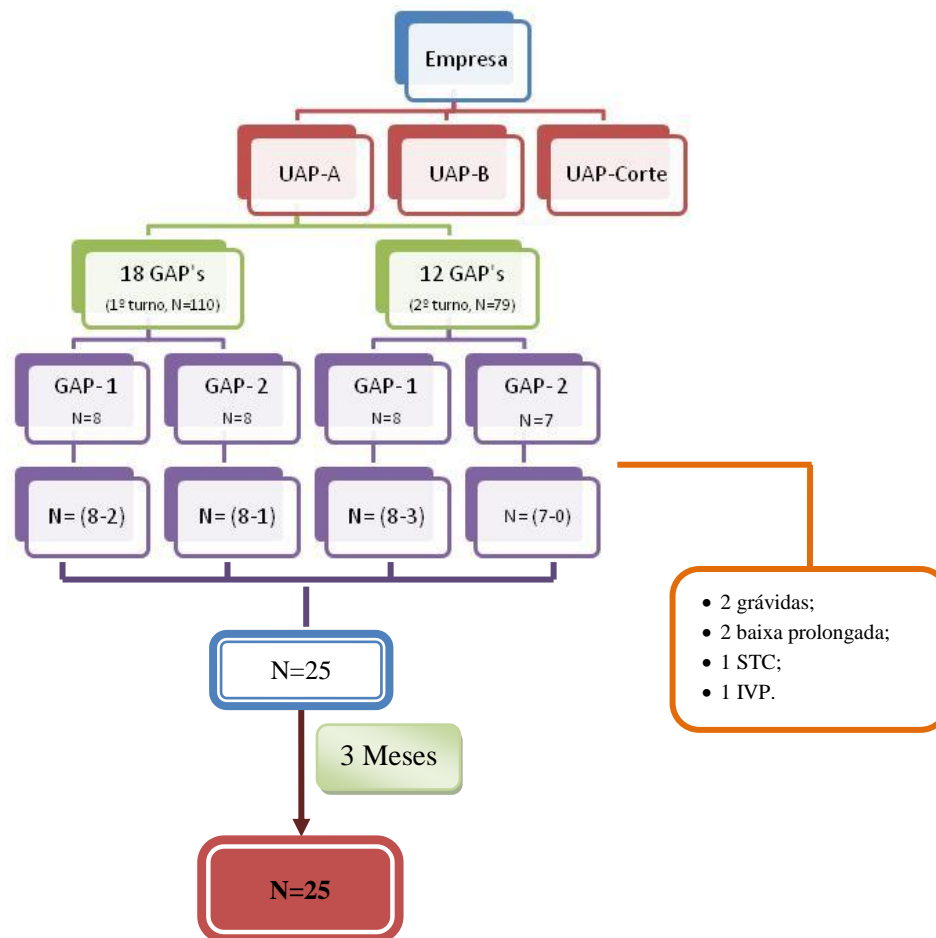 Empresa
UAP-A
UAP-B
UAP-Corte
18 GAP's
(1º turno, N=110)
12 GAP's
(2º turno, N=79)
GAP-1
N=8
GAP-2
N=8
GAP-1
N=8
GAP-2
N=7
N= (8-2)
N= (8-1)
N= (8-3)
N= (7-0)
• 2 grávidas;
• 2 baixa prolongada;
• 1 STC;
• 1 IVP.
N=25
3 Meses
N=25